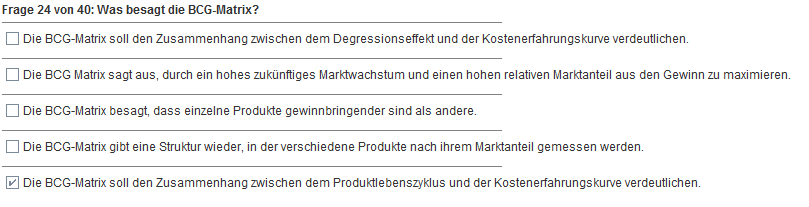 Frage 24 von 40: Was besagt die BCG-Matrix?
Die BCG-Matrix soll den Zusammenhang zwischen dem Degressionseffekt und der Kostenerfahrungskurve verdeutlichen.
Die BCG Matrix sagt aus, durch ein hohes zukünftiges Marktwachstum und einen hohen relativen Marktanteil aus den Gewinn zu maximieren.
Die BCG-Matrix besagt, dass einzelne Produkte gewinnbringender sind als andere.
Die BCG-Matrix gibt eine Struktur wieder, in der verschiedene Produkte nach ihrem Marktanteil gemessen werden.
Die BCG-Matrix soll den Zusammenhang zwischen dem Produktlebenszyklus und der Kostenerfahrungskurve verdeutlichen.